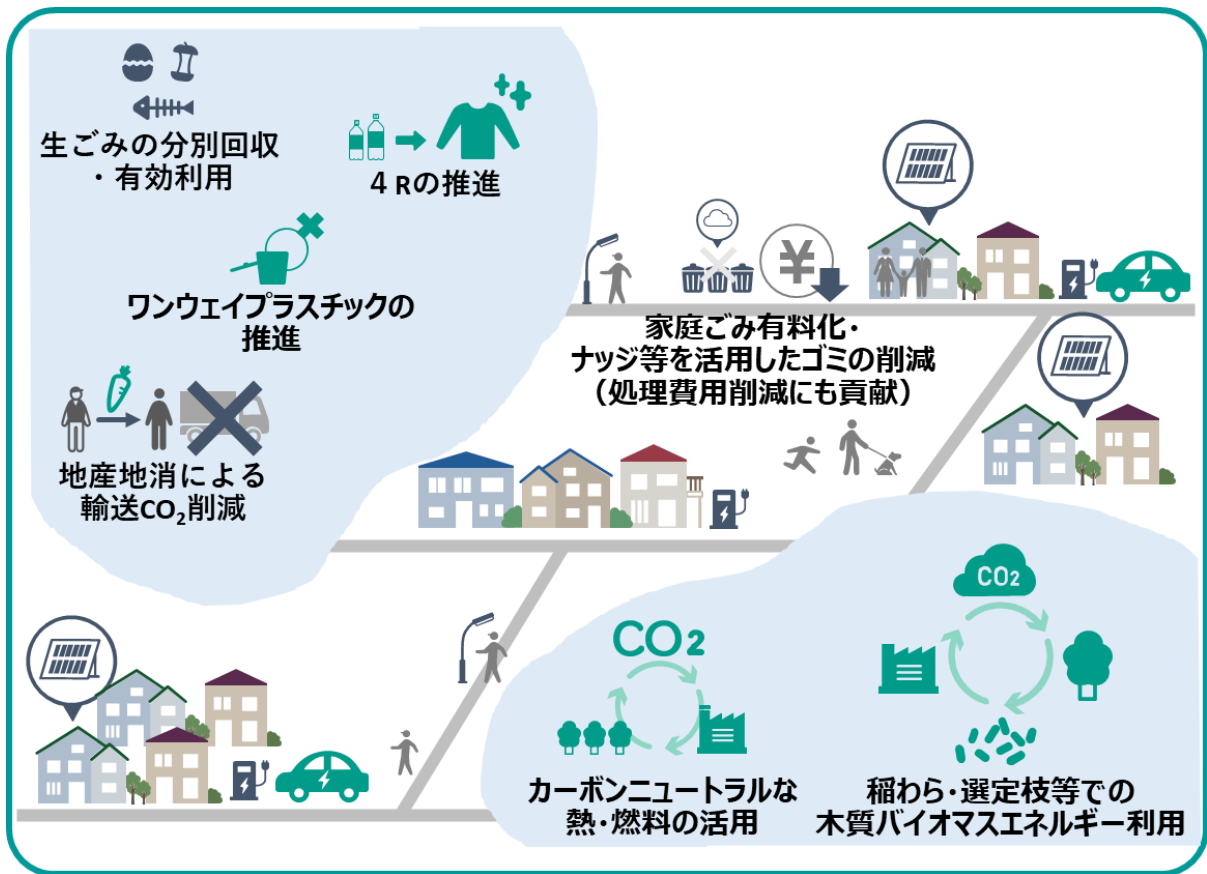 生ごみの分別回収
・有効利用
4Rの推進
ワンウェイプラスチックの
推進
地産地消による
輸送CO₂削減
¥
家庭ごみ有料化・
ナッジ等を活用したゴミの削減
（処理費用削減にも貢献）
CO2
カーボンニュートラルな
熱・燃料の活用
CO2
稲わら・選定枝等での
木質バイオマスエネルギー利用